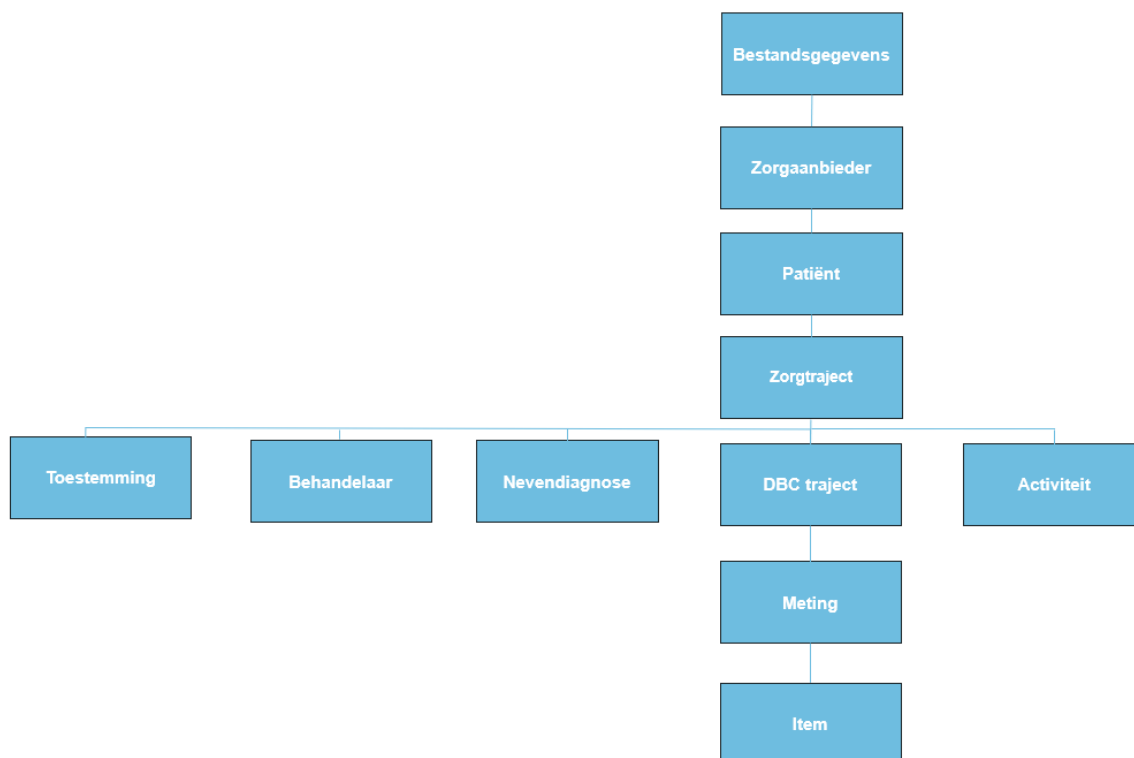 Bestandsgegevens
Zorgaanbieder
Patiënt
Zorgtraject
Toestemming
Behandelaar
Nevendiagnose
DBC traject
Activiteit
Meting
Item